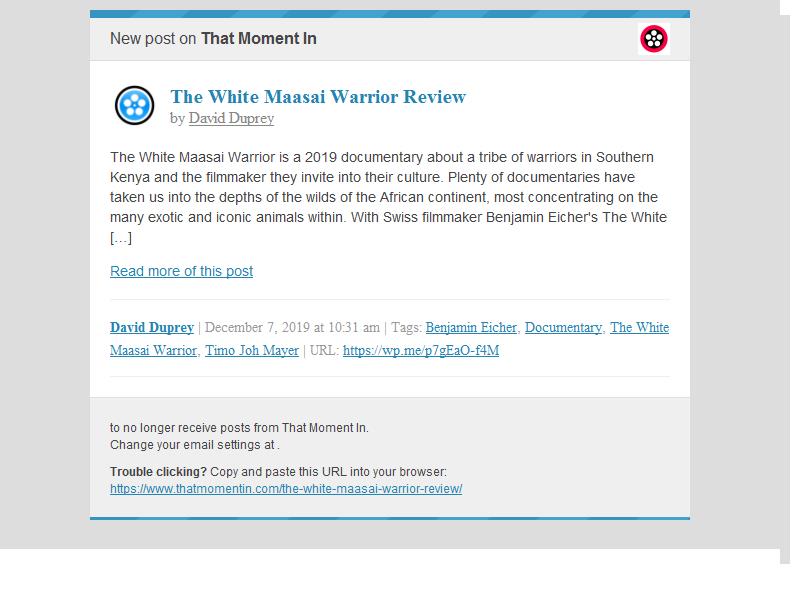 New post on That Moment In
The White Maasai Warrior Review
by David Duprey
The White Maasai Warrior is a 2019 documentary about a tribe of warriors in Southern
Kenya and the filmmaker they invite into their culture. Plenty of documentaries have
taken us into the depths of the wilds of the African continent, most concentrating on the
many exotic and iconic animals within. With Swiss filmmaker Benjamin Eicher's The White
[…]
Read more of this post
David Duprey | December 7, 2019 at 10:31 am | Tags: Benjamin Eicher, Documentary, The White
Maasai Warrior, Timo Joh Mayer | URL: https://wp.me/p7gEaO-f4M
to no longer receive posts from That Moment In.
Change your email settings at .
Trouble clicking? Copy and paste this URL into your browser:
https://www.thatmomentin.com/the-white-maasai-warrior-review/